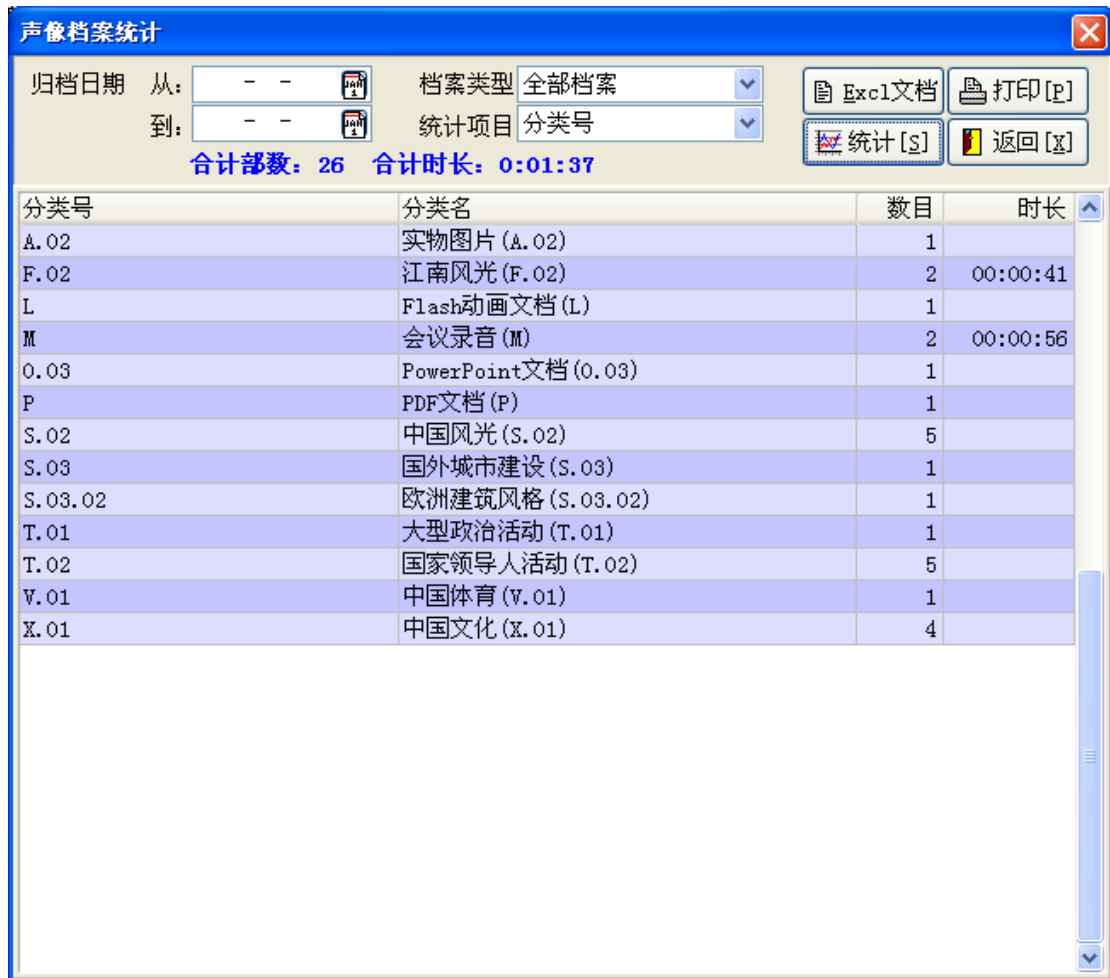 声像档案统计
归档日期 从: - - 档案类型 全部档案 Excl文档 打印[P]
到: - - 统计项目 分类号 统计[S] 返回[X]
合计部数: 26 合计时长: 0:01:37
分类号 分类名 数目 时长
A.02 实物图片(A.02) 1
F.02 江南风光(F.02) 2 00:00:41
L Flash动画文档(L) 1
M 会议录音(M) 2 00:00:56
O.03 PowerPoint文档(O.03) 1
P PDF文档(P) 1
S.02 中国风光(S.02) 5
S.03 国外城市建设(S.03) 1
S.03.02 欧洲建筑风格(S.03.02) 1
T.01 大型政治活动(T.01) 1
T.02 国家领导人活动(T.02) 5
V.01 中国体育(V.01) 1
X.01 中国文化(X.01) 4